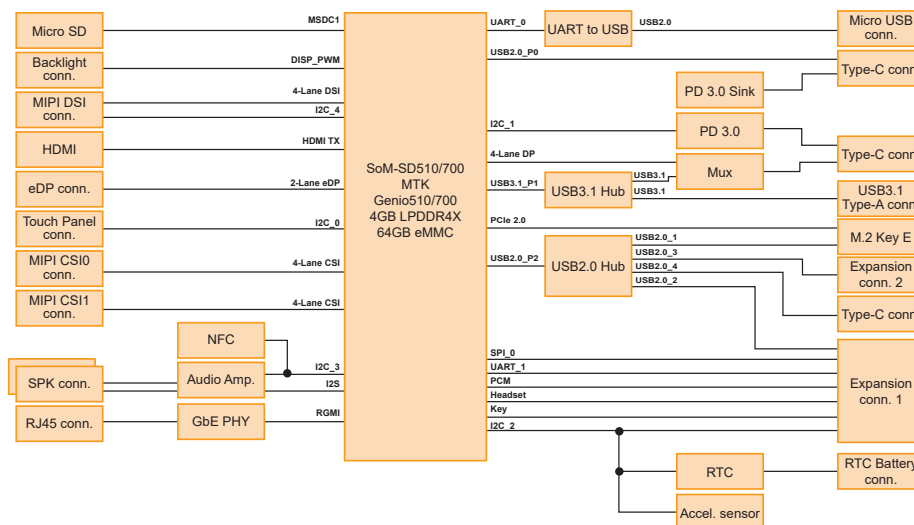 Micro SD
MSDC1
Backlight
conn.
DISP_PWM
MIPI DSI
conn.
4-Lane DSI
I2C_4
HDMI
HDMI TX
eDP conn.
2-Lane eDP
Touch Panel
conn.
I2C_0
MIPI CSI0
conn.
4-Lane CSI
MIPI CSI1
conn.
4-Lane CSI
NFC
SPK conn.
Audio Amp.
I2C_3
I2S
RJ45 conn.
GbE PHY
RGMI
SoM-SD510/700
MTK
Genio510/700
4GB LPDDR4X
64GB eMMC
UART_0
UART to USB
USB2.0
Micro USB
conn.
USB2.0_P0
Type-C conn
PD 3.0 Sink
I2C_1
PD 3.0
4-Lane DP
Mux
Type-C conn
USB3.1_P1
USB3.1 Hub
USB3.1
USB3.1
USB3.1
Type-A conn
PCIe 2.0
M.2 Key E
USB2.0_P2
USB2.0 Hub
USB2.0_1
USB2.0_3
USB2.0_4
USB2.0_2
Expansion
conn. 2
Type-C conn
SPI_0
UART_1
PCM
Headset
Key
I2C_2
Expansion
conn. 1
RTC
RTC Battery
conn.
Accel. sensor